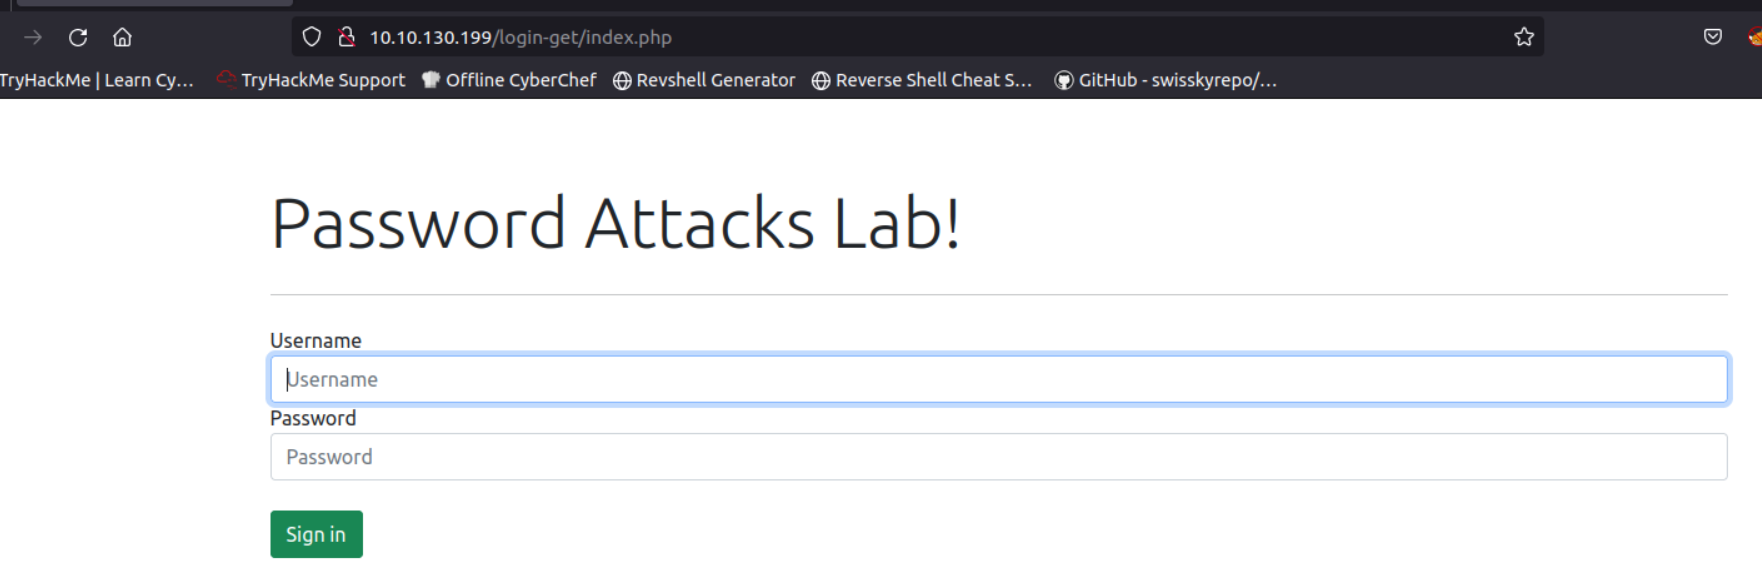 10.10.130.199/login-get/index.php
TryHackMe | Learn Cy... TryHackMe Support Offline CyberChef Revshell Generator Reverse Shell Cheat S... GitHub - swisskyrepo/...
Password Attacks Lab!
Username
Username
Password
Password
Sign in